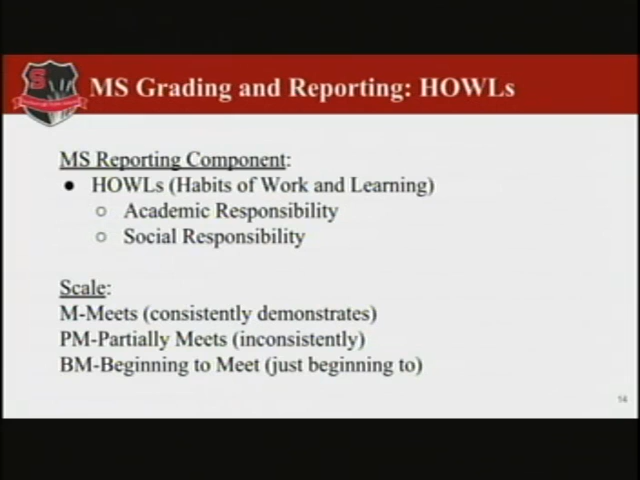 S
MS Grading and Reporting: HOWLs
MS Reporting Component:
● HOWLs (Habits of Work and Learning)
○ Academic Responsibility
○ Social Responsibility
Scale:
M-Meets (consistently demonstrates)
PM-Partially Meets (inconsistently)
BM-Beginning to Meet (just beginning to)
14